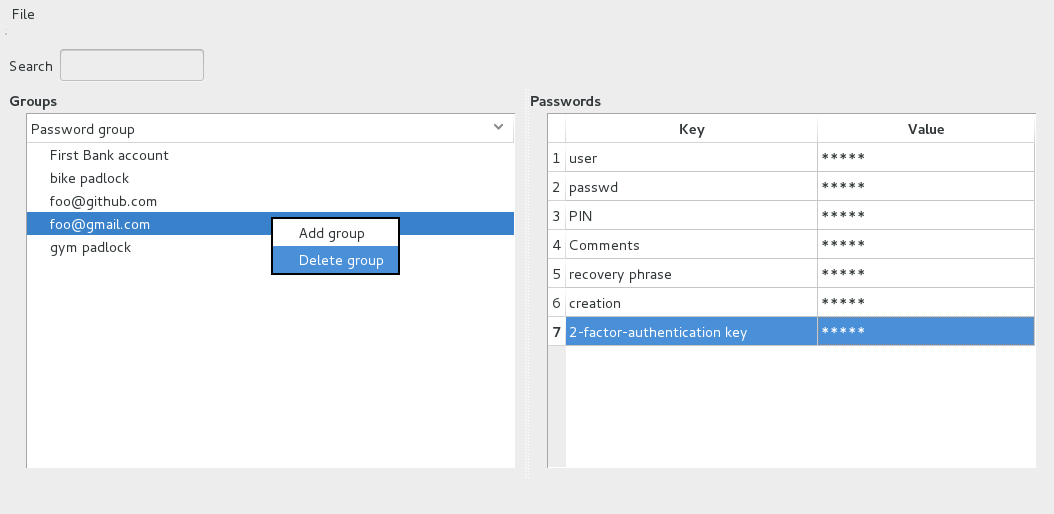 File
Search
Groups
Password group
First Bank account
bike padlock
foo@github.com
foo@gmail.com
gym padlock
Add group
Delete group
Passwords
Key Value
1 user *****
2 passwd *****
3 PIN *****
4 Comments *****
5 recovery phrase *****
6 creation *****
7 2-factor-authentication key *****